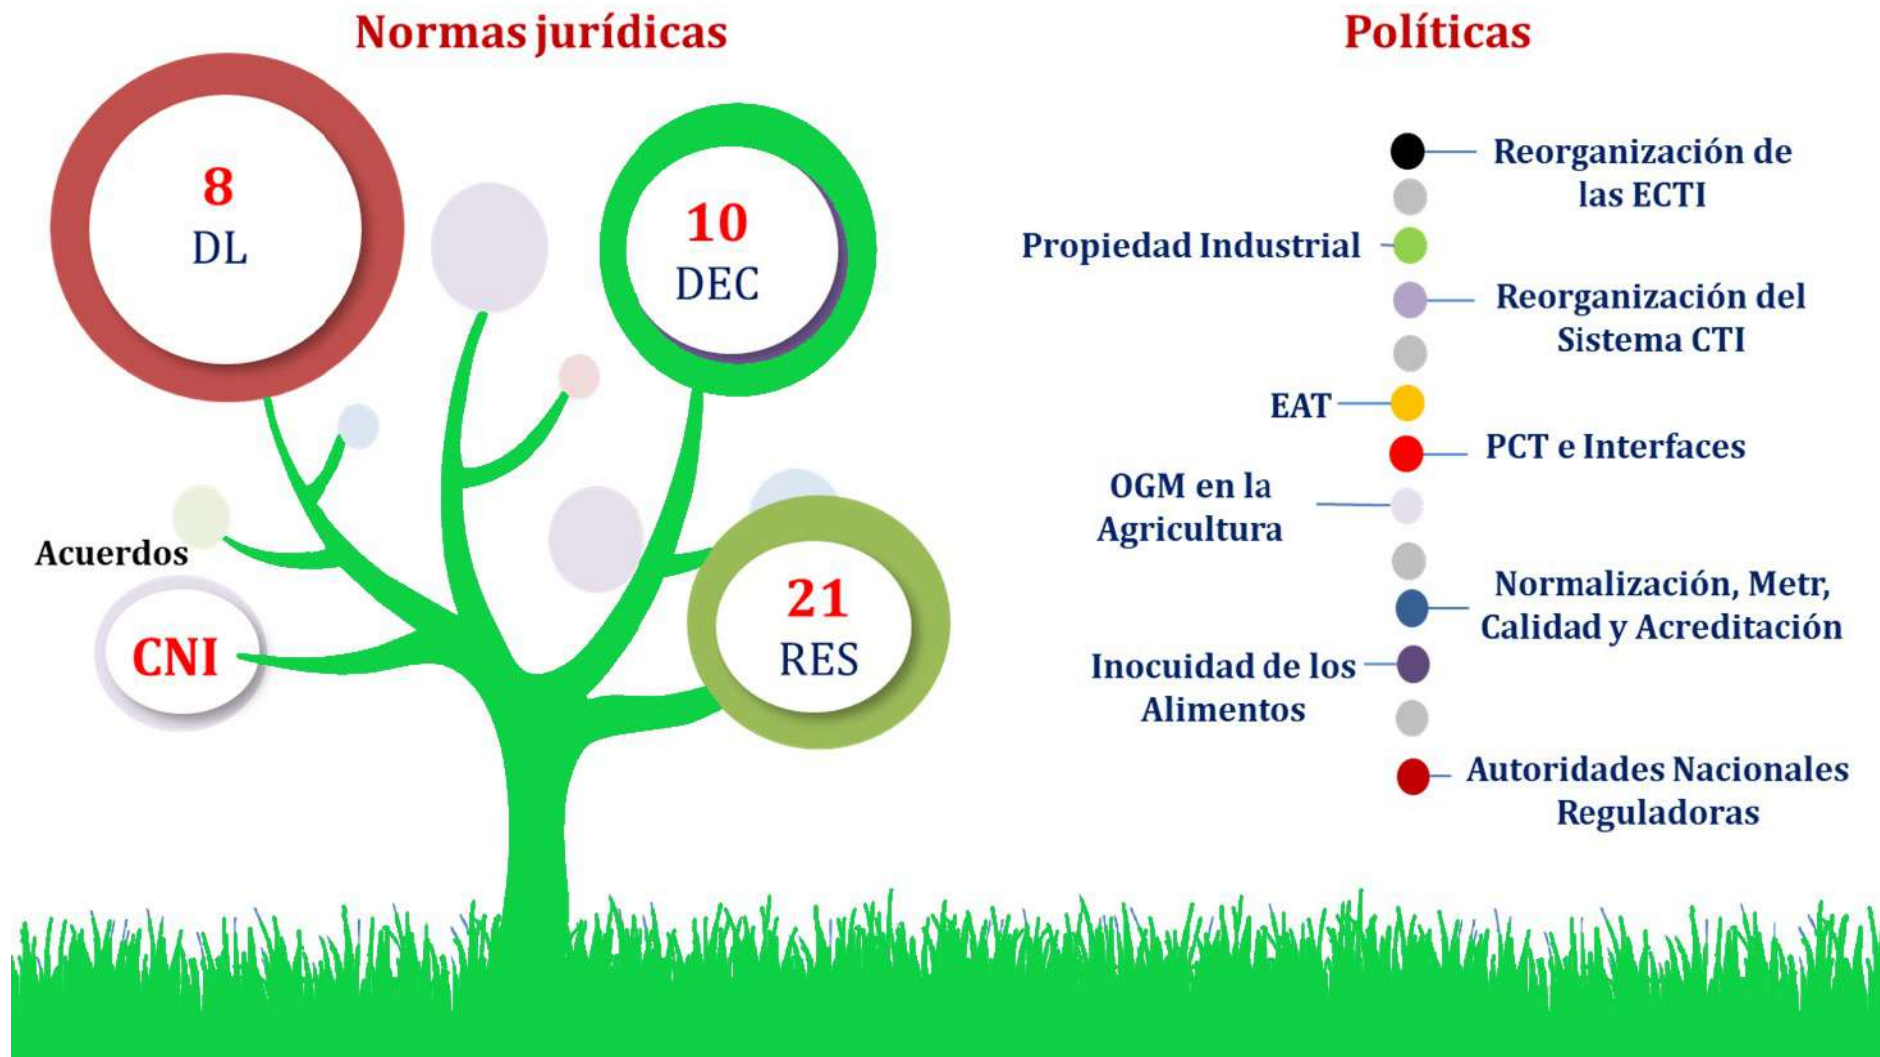 Normas jurídicas
8
DL
10
DEC
Acuerdos
CNI
21
RES
Políticas
Reorganización de
las ECTI
Propiedad Industrial
Reorganización del
Sistema CTI
EAT
PCT e Interfaces
OGM en la
Agricultura
Normalización, Metr,
Calidad y Acreditación
Inocuidad de los
Alimentos
Autoridades Nacionales
Reguladoras